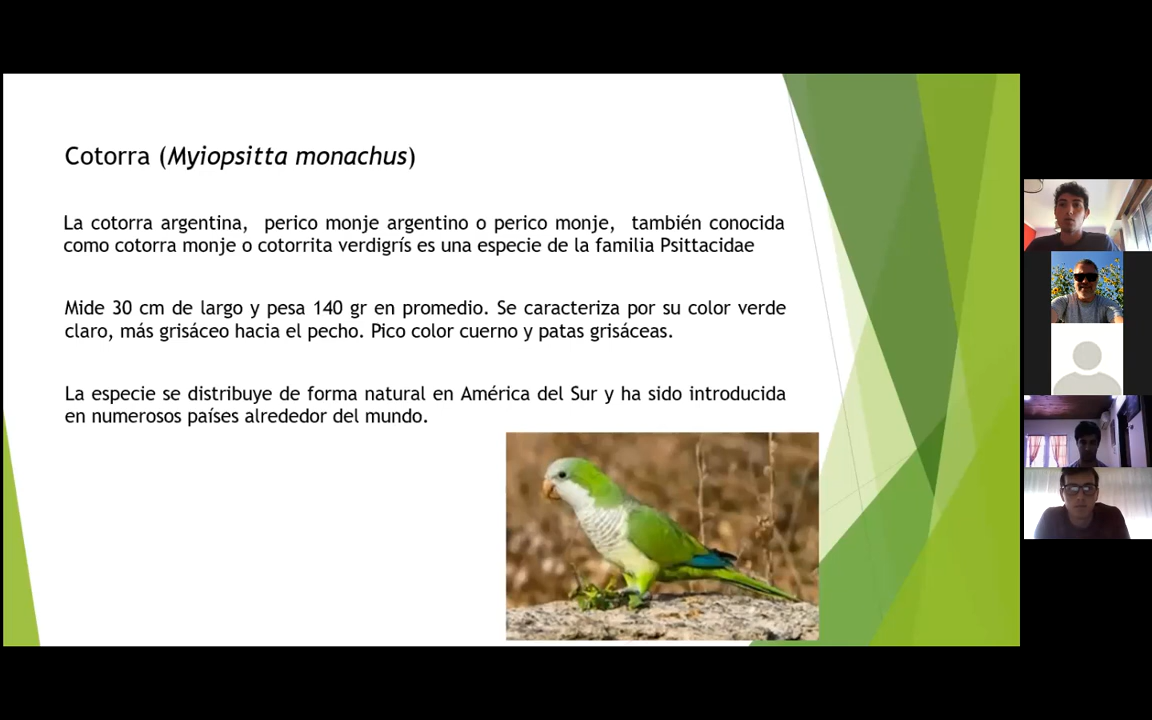 Cotorra (Myiopsitta monachus)
La cotorra argentina, perico monje argentino o perico monje, también conocida
como cotorra monje o cotorrita verdigrís es una especie de la familia Psittacidae
Mide 30 cm de largo y pesa 140 gr en promedio. Se caracteriza por su color verde
claro, más grisáceo hacia el pecho. Pico color cuerno y patas grisáceas.
La especie se distribuye de forma natural en América del Sur y ha sido introducida
en numerosos países alrededor del mundo.